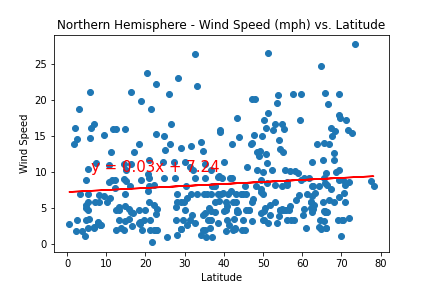 Northern Hemisphere - Wind Speed (mph) vs. Latitude
Wind Speed
25
20
15
10
5
0
y = 0.03x + 7.24
0 10 20 30 40 50 60 70 80
Latitude